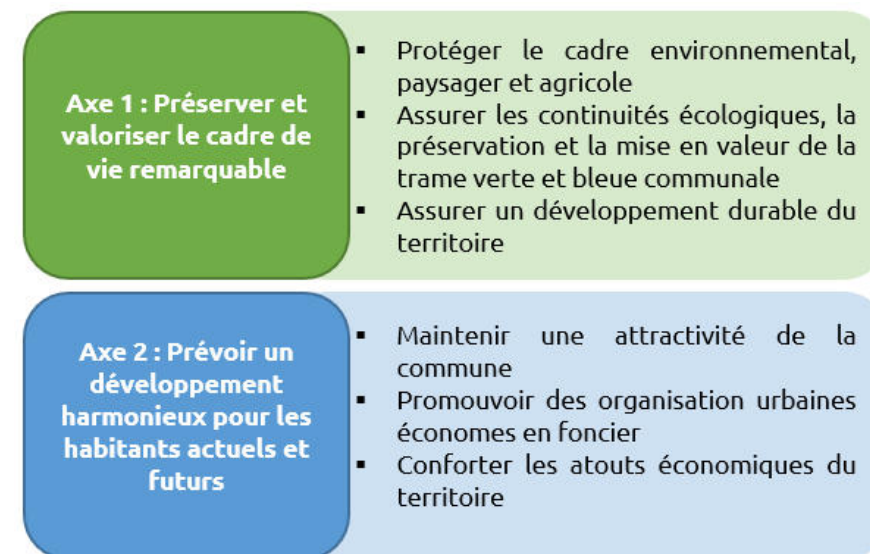 Axe 1 : Préserver et
valoriser le cadre de
vie remarquable
▪ Protéger le cadre environnemental,
paysager et agricole
▪ Assurer les continuités écologiques, la
préservation et la mise en valeur de la
trame verte et bleue communale
▪ Assurer un développement durable du
territoire
Axe 2 : Prévoir un
développement
harmonieux pour les
habitants actuels et
futurs
▪ Maintenir une attractivité de la
commune
▪ Promouvoir des organisation urbaines
économes en foncier
▪ Conforter les atouts économiques du
territoire